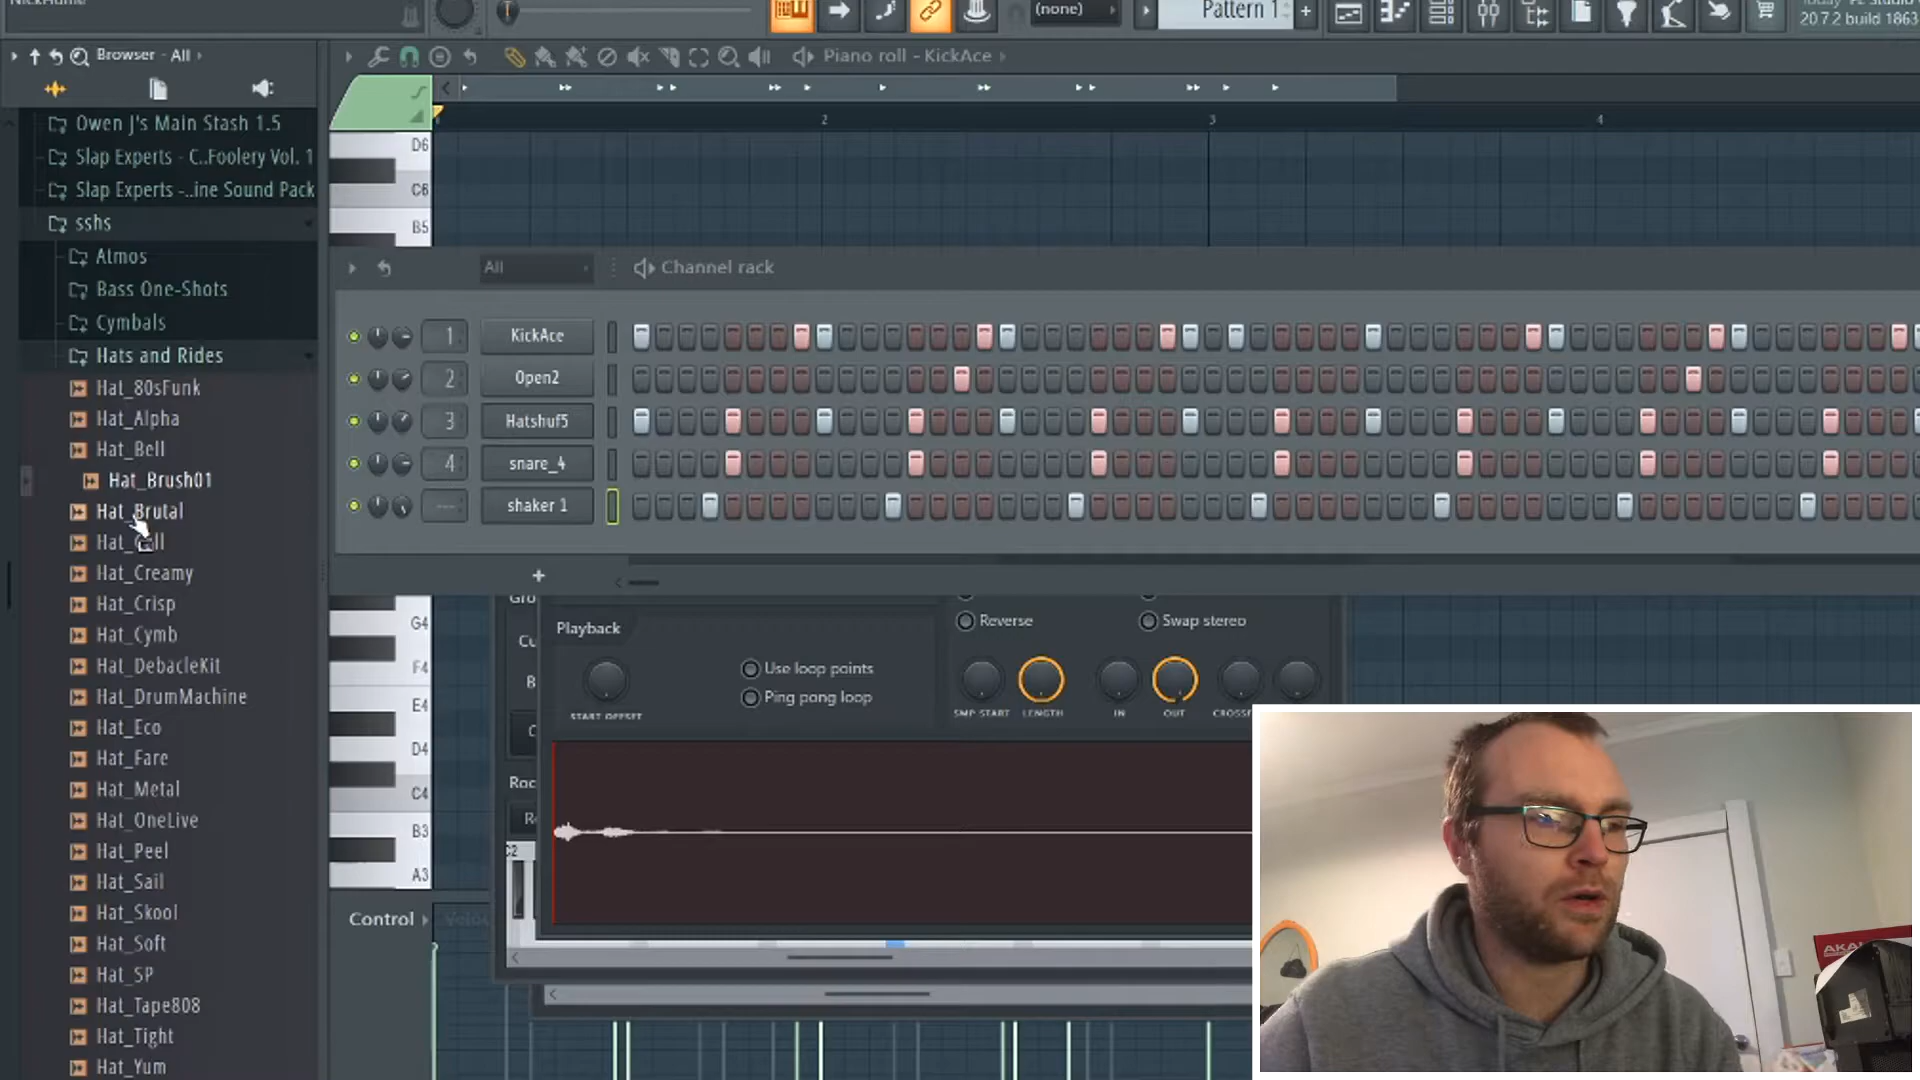 (none)
Pattern 1
20 7 2 build 1863
Browser - All
Piano roll - KickAce
Owen J's Main Stash 1.5
Slap Experts - C..Foolery Vol. 1
Slap Experts -..ine Sound Pack
sshs
Atmos
Bass One-Shots
Cymbals
Hats and Rides
Hat_80sFunk
Hat_Alpha
Hat_Bell
Hat_Brush01
Hat_Brutal
Hat_Creamy
Hat_Crisp
Hat_Cymb
Hat_DebacleKit
Hat_DrumMachine
Hat_Eco
Hat_Fare
Hat_Metal
Hat_OneLive
Hat_Peel
Hat_Sail
Hat_Skool
Hat_Soft
Hat_SP
Hat_Tape808
Hat_Tight
Hat_Yum
2
3
4
D6
C6
B5
All
Channel rack
1
KickAce
2
Open2
3
Hatshuf5
4
snare_4
---
shaker 1
G4
F4
E4
D4
C4
B3
A3
Playback
START OFFSET
Use loop points
Ping pong loop
Reverse
Swap stereo
SMP START
LENGTH
IN
OUT
Control
AKA